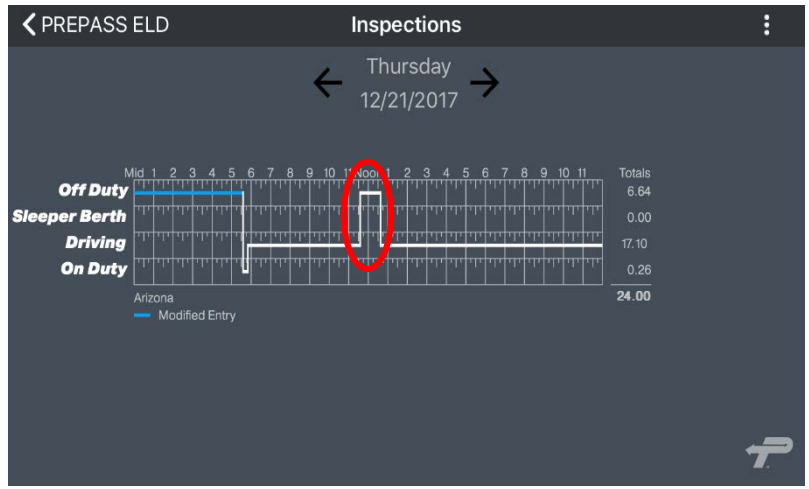 PREPASS ELD Inspections
Thursday
12/21/2017
Mid 1 2 3 4 5 6 7 8 9 10 11 Noon 1 2 3 4 5 6 7 8 9 10 11 Totals
Off Duty 6.64
Sleeper Berth 0.00
Driving 17.10
On Duty 0.26
Arizona 24.00
Modified Entry